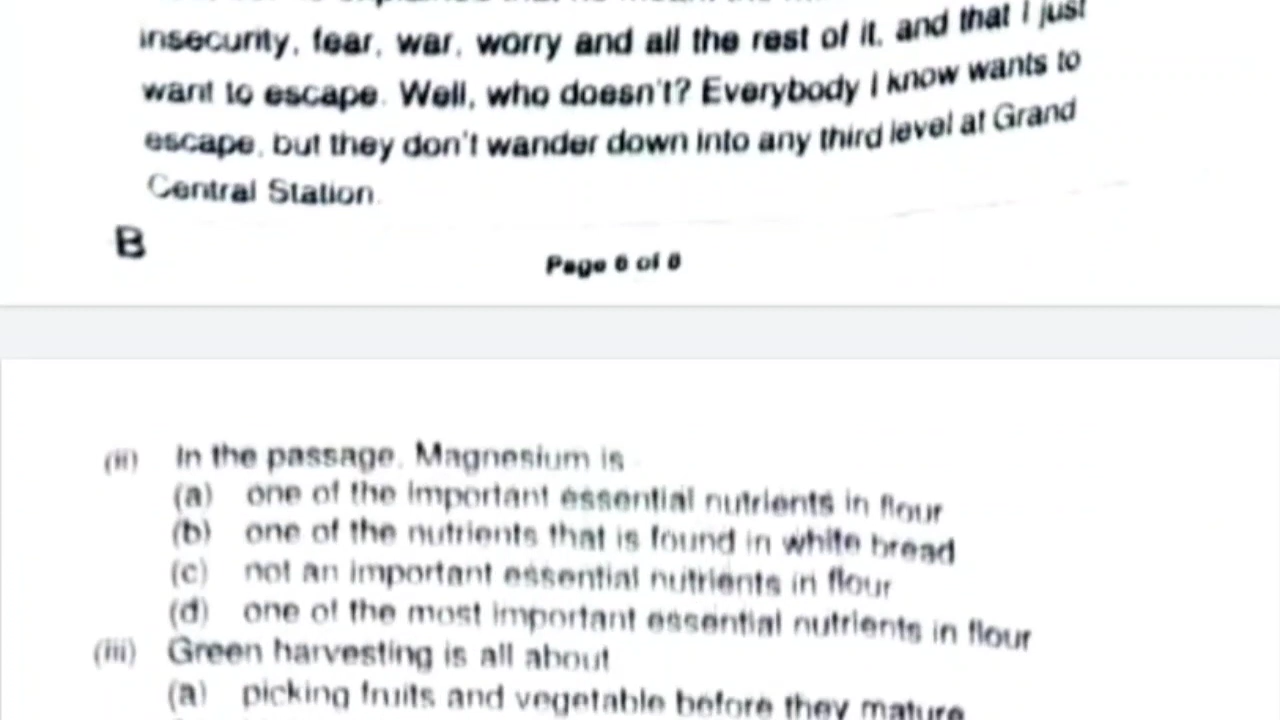 insecurity, fear, war, worry and all the rest of it, and that I just
want to escape. Well, who doesn't? Everybody I know wants to
escape, but they don't wander down into any third level at Grand
Central Station.
B
Page 6 of 8
(ii) In the passage, Magnesium is
(a) one of the important essential nutrients in flour
(b) one of the nutrients that is found in white bread
(c) not an important essential nutrients in flour
(d) one of the most important essential nutrients in flour
(iii) Green harvesting is all about
(a) picking fruits and vegetable before they mature